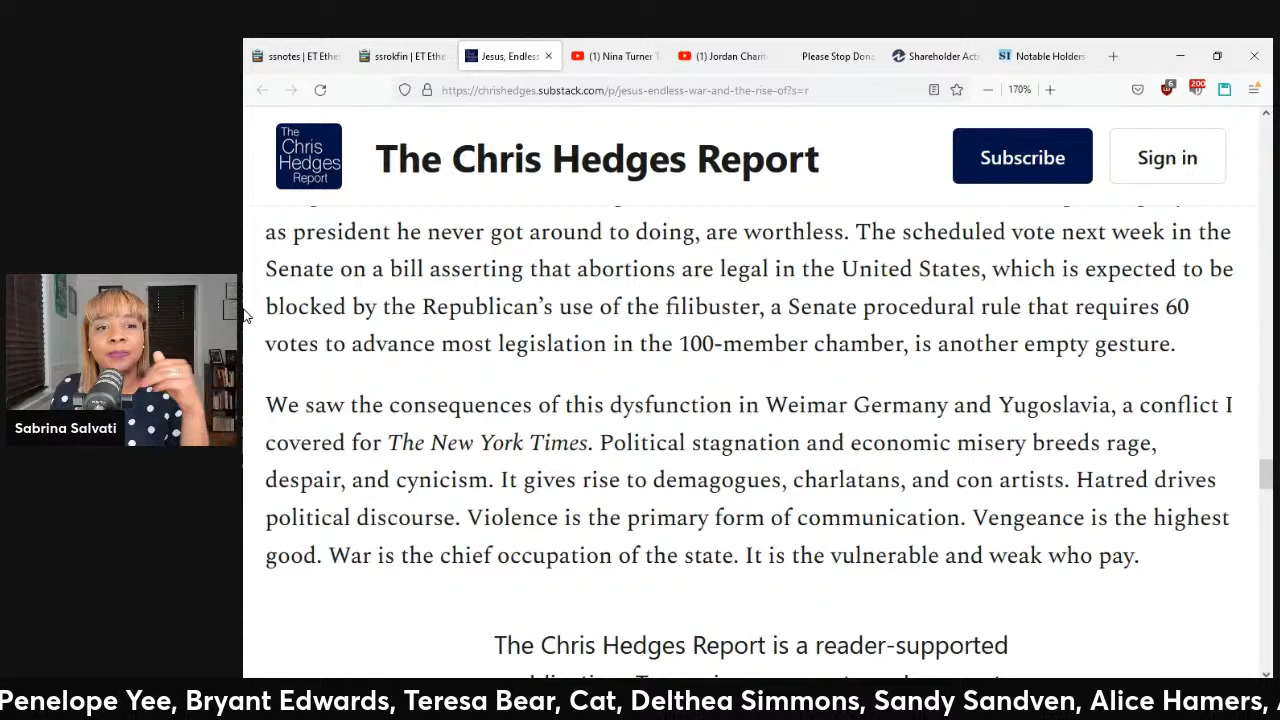 ssnotes | ET Ether
ssrokfin | ET Ethe
Jesus, Endless
(1) Nina Turner T
(1) Jordan Charit
Please Stop Dona
Shareholder Acti
SI Notable Holders
https://chrishedges.substack.com/p/jesus-endless-war-and-the-rise-of?s=r
170%
6
200
The Chris Hedges Report
The Chris Hedges Report
Subscribe
Sign in
as president he never got around to doing, are worthless. The scheduled vote next week in the
Senate on a bill asserting that abortions are legal in the United States, which is expected to be
blocked by the Republican’s use of the filibuster, a Senate procedural rule that requires 60
votes to advance most legislation in the 100-member chamber, is another empty gesture.
We saw the consequences of this dysfunction in Weimar Germany and Yugoslavia, a conflict I
covered for The New York Times. Political stagnation and economic misery breeds rage,
despair, and cynicism. It gives rise to demagogues, charlatans, and con artists. Hatred drives
political discourse. Violence is the primary form of communication. Vengeance is the highest
good. War is the chief occupation of the state. It is the vulnerable and weak who pay.
The Chris Hedges Report is a reader-supported
Sabrina Salvati
Penelope Yee, Bryant Edwards, Teresa Bear, Cat, Delthea Simmons, Sandy Sandven, Alice Hamers,